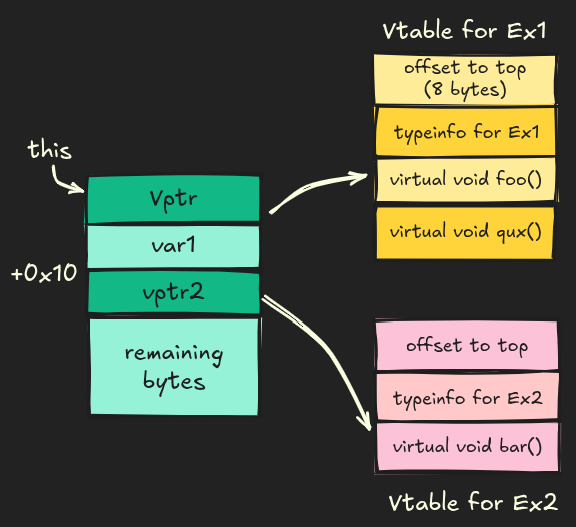 this
Vptr
var1
+0x10
vptr2
remaining
bytes
Vtable for Ex1
offset to top
(8 bytes)
typeinfo for Ex1
virtual void foo()
virtual void qux()
offset to top
typeinfo for Ex2
virtual void bar()
Vtable for Ex2